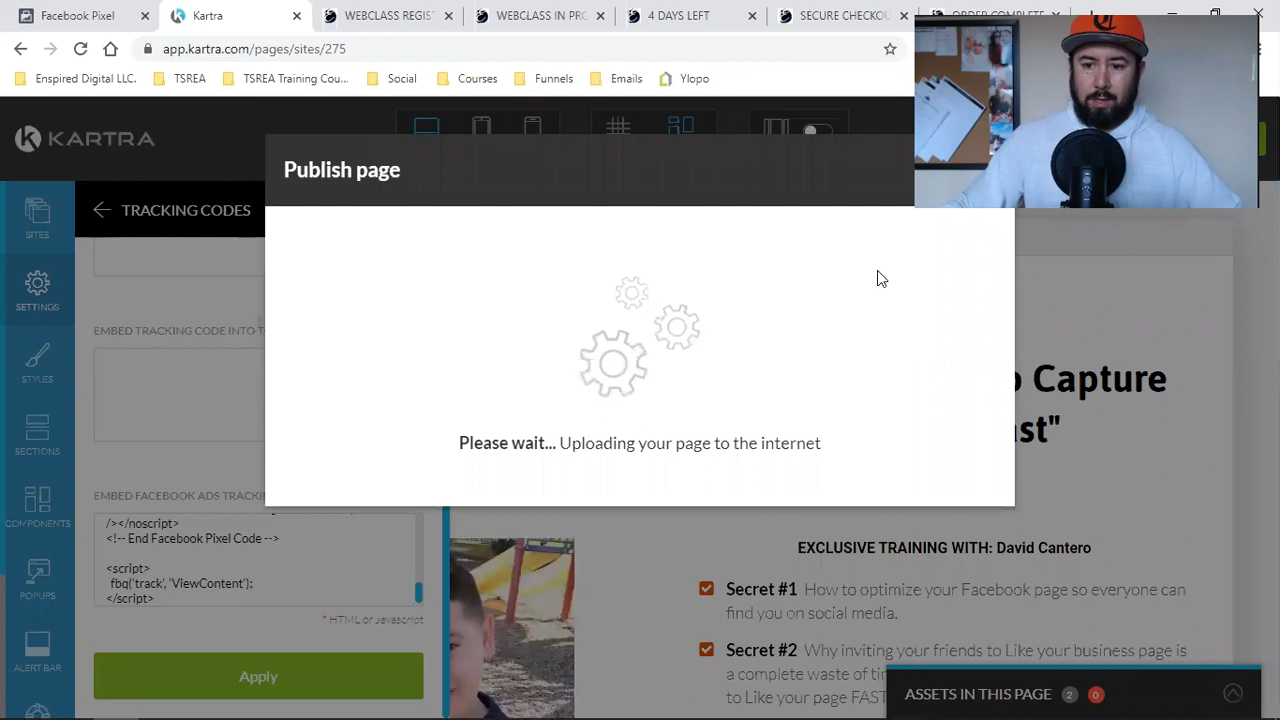 Facebook Pixel
Kartra
WEBCLASS REGIS
WEBCLASS IN PRO
4 DAYS LEFT
SECURE CHECKOU
ORDER COMPLETE
app.kartra.com/pages/sites/275
Enspired Digital LLC.
TSREA
TSREA Training Cou...
Social
Courses
Funnels
Emails
Ylopo
KARTRA
Publish page
SITES
TRACKING CODES
SETTINGS
EMBED TRACKING CODE INTO
STYLES
Capture
Please wait... Uploading your page to the internet
SECTIONS
EMBED FACEBOOK ADS
/></noscript>
<!-- End Facebook Pixel Code -->
<script>
fbq('track', 'ViewContent');
</script>
COMPONENTS
* HTML or Javascript
POPUPS
EXCLUSIVE TRAINING WITH: David Cantero
Secret #1 How to optimize your Facebook page so everyone can
find you on social media.
Secret #2 Why inviting your friends to Like your business page is
a complete waste of
to Like your page FAST
ALERT BAR
Apply
ASSETS IN THIS PAGE 2 0